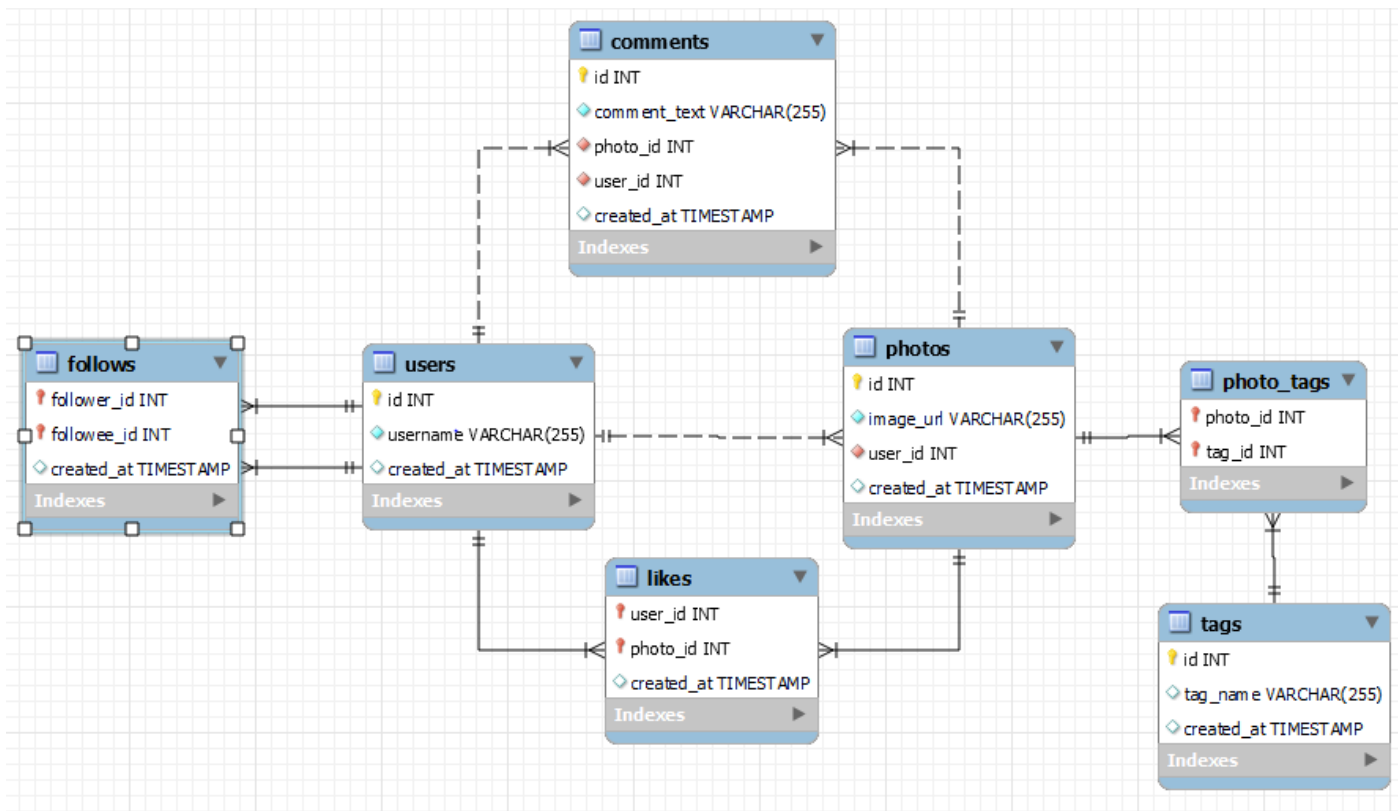 comments
id INT
comment_text VARCHAR(255)
photo_id INT
user_id INT
created_at TIMESTAMP
Indexes
follows
follower_id INT
followee_id INT
created_at TIMESTAMP
Indexes
users
id INT
username VARCHAR(255)
created_at TIMESTAMP
Indexes
photos
id INT
image_url VARCHAR(255)
user_id INT
created_at TIMESTAMP
Indexes
photo_tags
photo_id INT
tag_id INT
Indexes
likes
user_id INT
photo_id INT
created_at TIMESTAMP
Indexes
tags
id INT
tag_name VARCHAR(255)
created_at TIMESTAMP
Indexes